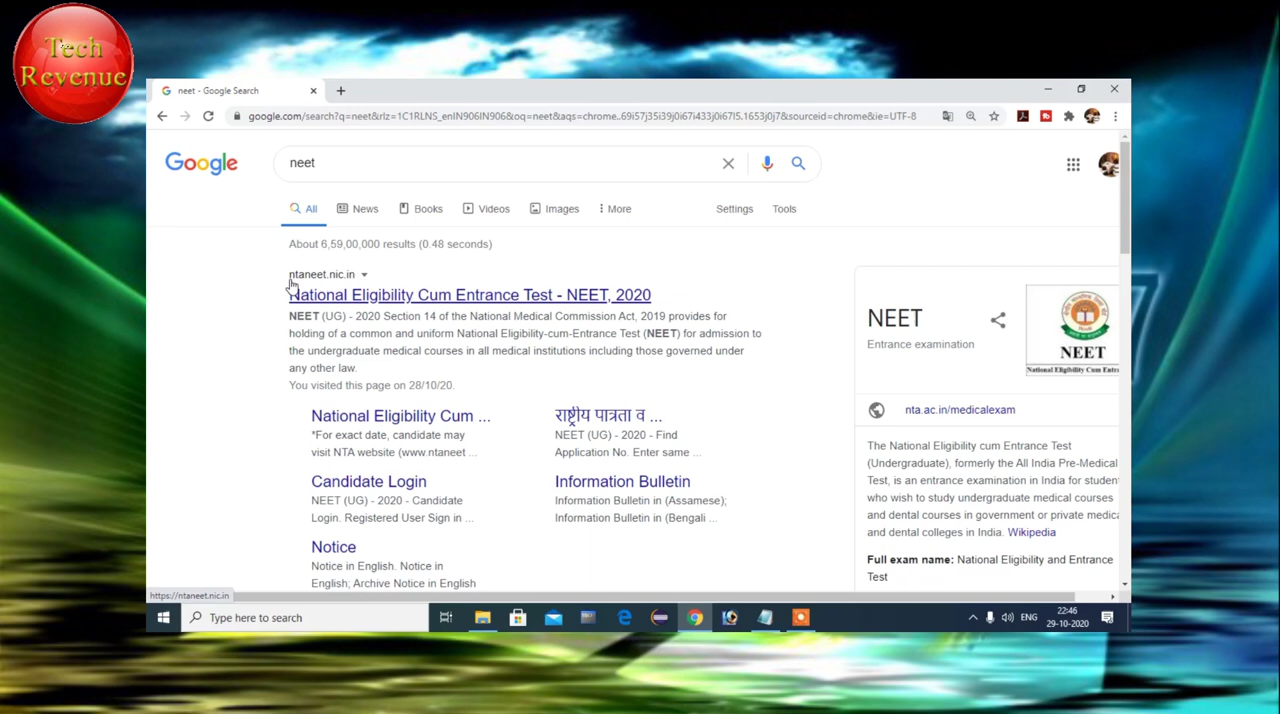 Tech
Revenue
neet - Google Search
google.com/search?q=neet&rlz=1C1RLNS_enIN906IN906&oq=neet&aqs=chrome..69i57j35i39j0i67i433j0i67l5.1653j0j7&sourceid=chrome&ie=UTF-8
Google
neet
All News Books Videos Images More Settings Tools
About 6,59,00,000 results (0.48 seconds)
ntaneet.nic.in
National Eligibility Cum Entrance Test - NEET, 2020
NEET (UG) - 2020 Section 14 of the National Medical Commission Act, 2019 provides for
holding of a common and uniform National Eligibility-cum-Entrance Test (NEET) for admission to
the undergraduate medical courses in all medical institutions including those governed under
any other law.
You visited this page on 28/10/20.
National Eligibility Cum ...
*For exact date, candidate may
visit NTA website (www.ntaneet ...
राष्ट्रीय पात्रता व ...
NEET (UG) - 2020 - Find
Application No. Enter same ...
Candidate Login
NEET (UG) - 2020 - Candidate
Login. Registered User Sign in ...
Information Bulletin
Information Bulletin in (Assamese);
Information Bulletin in (Bengali ...
Notice
Notice in English. Notice in
English; Archive Notice in English
NEET
Entrance examination
NEET
National Eligibility Cum Entr
nta.ac.in/medicalexam
The National Eligibility cum Entrance Test
(Undergraduate), formerly the All India Pre-Medical
Test, is an entrance examination in India for studen
who wish to study undergraduate medical courses
and dental courses in government or private medica
and dental colleges in India. Wikipedia
Full exam name: National Eligibility and Entrance
Test
https://ntaneet.nic.in
Type here to search
ENG
22:46
29-10-2020